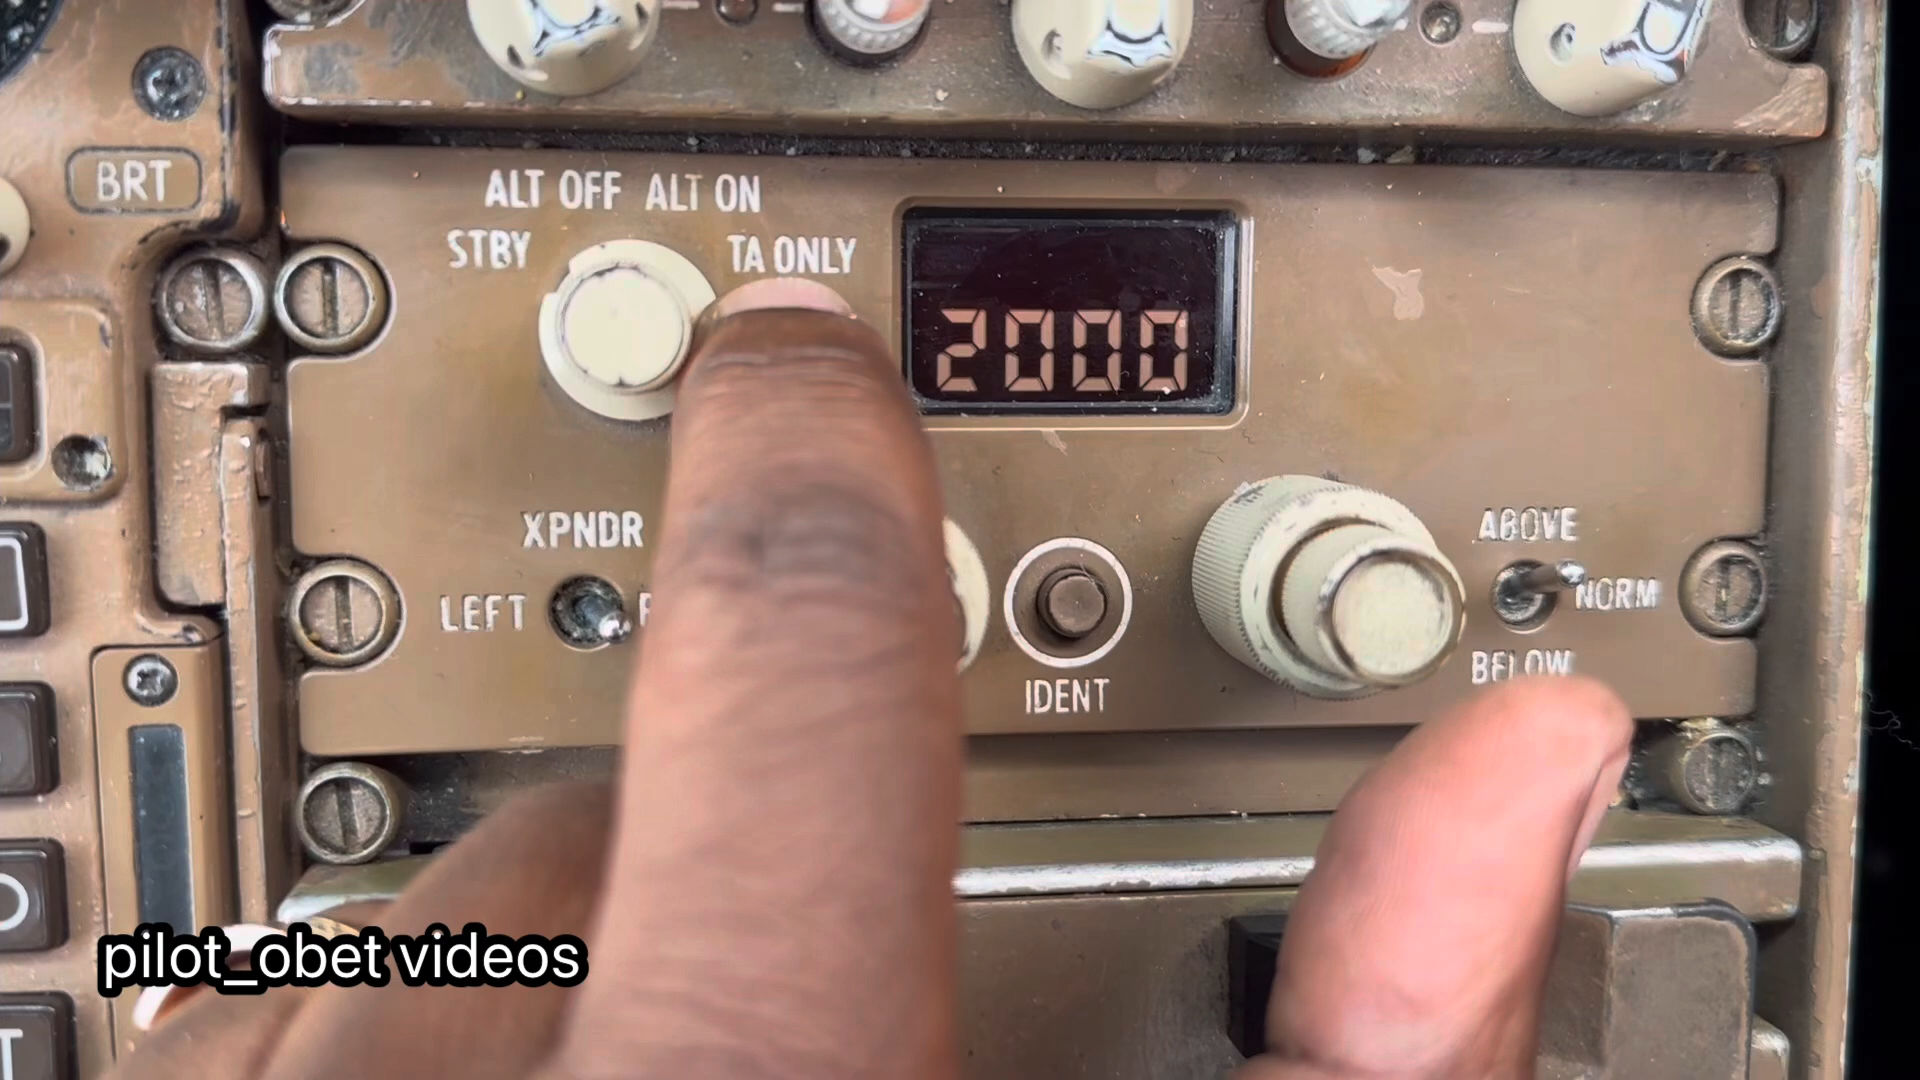 BRT
ALT OFF ALT ON
STBY
TA ONLY
2000
XPNDR
ABOVE
LEFT
NORM
BELOW
IDENT
pilot_obet videos